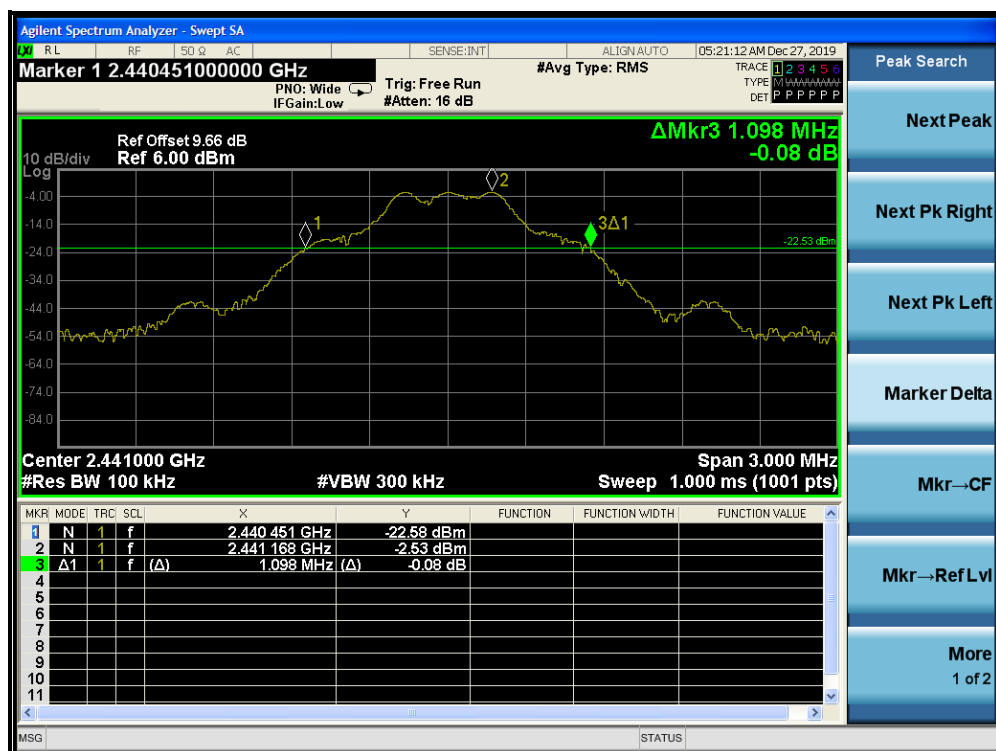 Agilent Spectrum Analyzer - Swept SA
LXI RL RF 50 Ω AC SENSE:INT ALIGN AUTO 05:21:12 AM Dec 27, 2019
Marker 1 2.440451000000 GHz
PNO: Wide
IFGain:Low
Trig: Free Run
#Atten: 16 dB
#Avg Type: RMS
TRACE 1 2 3 4 5 6
TYPE M
DET P P P P P P
Peak Search
Next Peak
Next Pk Right
Next Pk Left
Marker Delta
Mkr→CF
Mkr→Ref Lvl
More
1 of 2
ΔMkr3 1.098 MHz
-0.08 dB
Ref Offset 9.66 dB
10 dB/div Ref 6.00 dBm
Log
-4.00
-14.0
-24.0
-34.0
-44.0
-54.0
-64.0
-74.0
-84.0
1
2
3Δ1
-22.53 dBm
Center 2.441000 GHz Span 3.000 MHz
#Res BW 100 kHz #VBW 300 kHz Sweep 1.000 ms (1001 pts)
MKR MODE TRC SCL X Y FUNCTION FUNCTION WIDTH FUNCTION VALUE
1 N 1 f 2.440 451 GHz -22.58 dBm
2 N 1 f 2.441 168 GHz -2.53 dBm
3 Δ1 1 f (Δ) 1.098 MHz (Δ) -0.08 dB
4
5
6
7
8
9
10
11
MSG STATUS